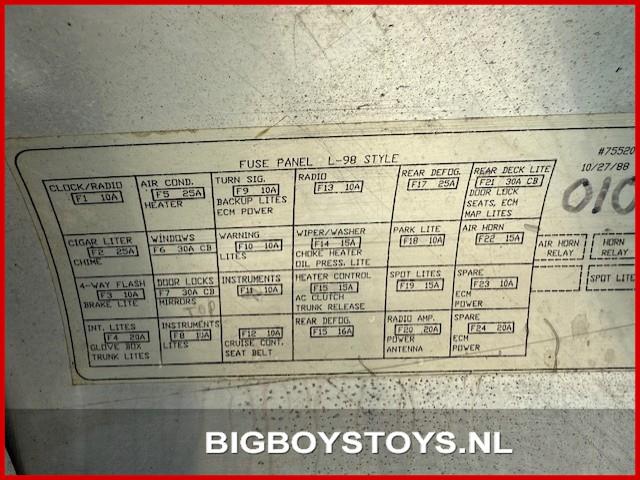 FUSE PANEL L-98 STYLE
#75520
10/27/88
010
CLOCK/RADIO
F1 10A
AIR COND.
F5 25A
HEATER
TURN SIG.
F9 10A
BACKUP LITES
ECM POWER
RADIO
F13 10A
REAR DEFOG.
F17 25A
REAR DECK LITE
F21 30A CB
DOOR LOCK
SEATS, ECM
MAP LITES
CIGAR LITER
F2 25A
CHIME
WINDOWS
F6 30A CB
WARNING
F10 10A
LITES
WIPER/WASHER
F14 15A
CHOKE HEATER
OIL PRESS. LITE
PARK LITE
F18 10A
AIR HORN
F22 15A
AIR HORN
RELAY
HORN
RELAY
4-WAY FLASH
F3 10A
BRAKE LITE
DOOR LOCKS
F7 30A CB
MIRRORS
INSTRUMENTS
F11 10A
HEATER CONTROL
F15 15A
AC CLUTCH
TRUNK RELEASE
SPOT LITES
F19 15A
SPARE
F23 10A
ECM
POWER
SPOT LITE
INT. LITES
F4 20A
GLOVE BOX
TRUNK LITES
INSTRUMENTS
F8 10A
LITES
F12 10A
CRUISE CONT.
SEAT BELT
REAR DEFOG.
F15 16A
RADIO AMP.
F20 20A
POWER
ANTENNA
SPARE
F24 20A
ECM
POWER
BIGBOYSTOYS.NL